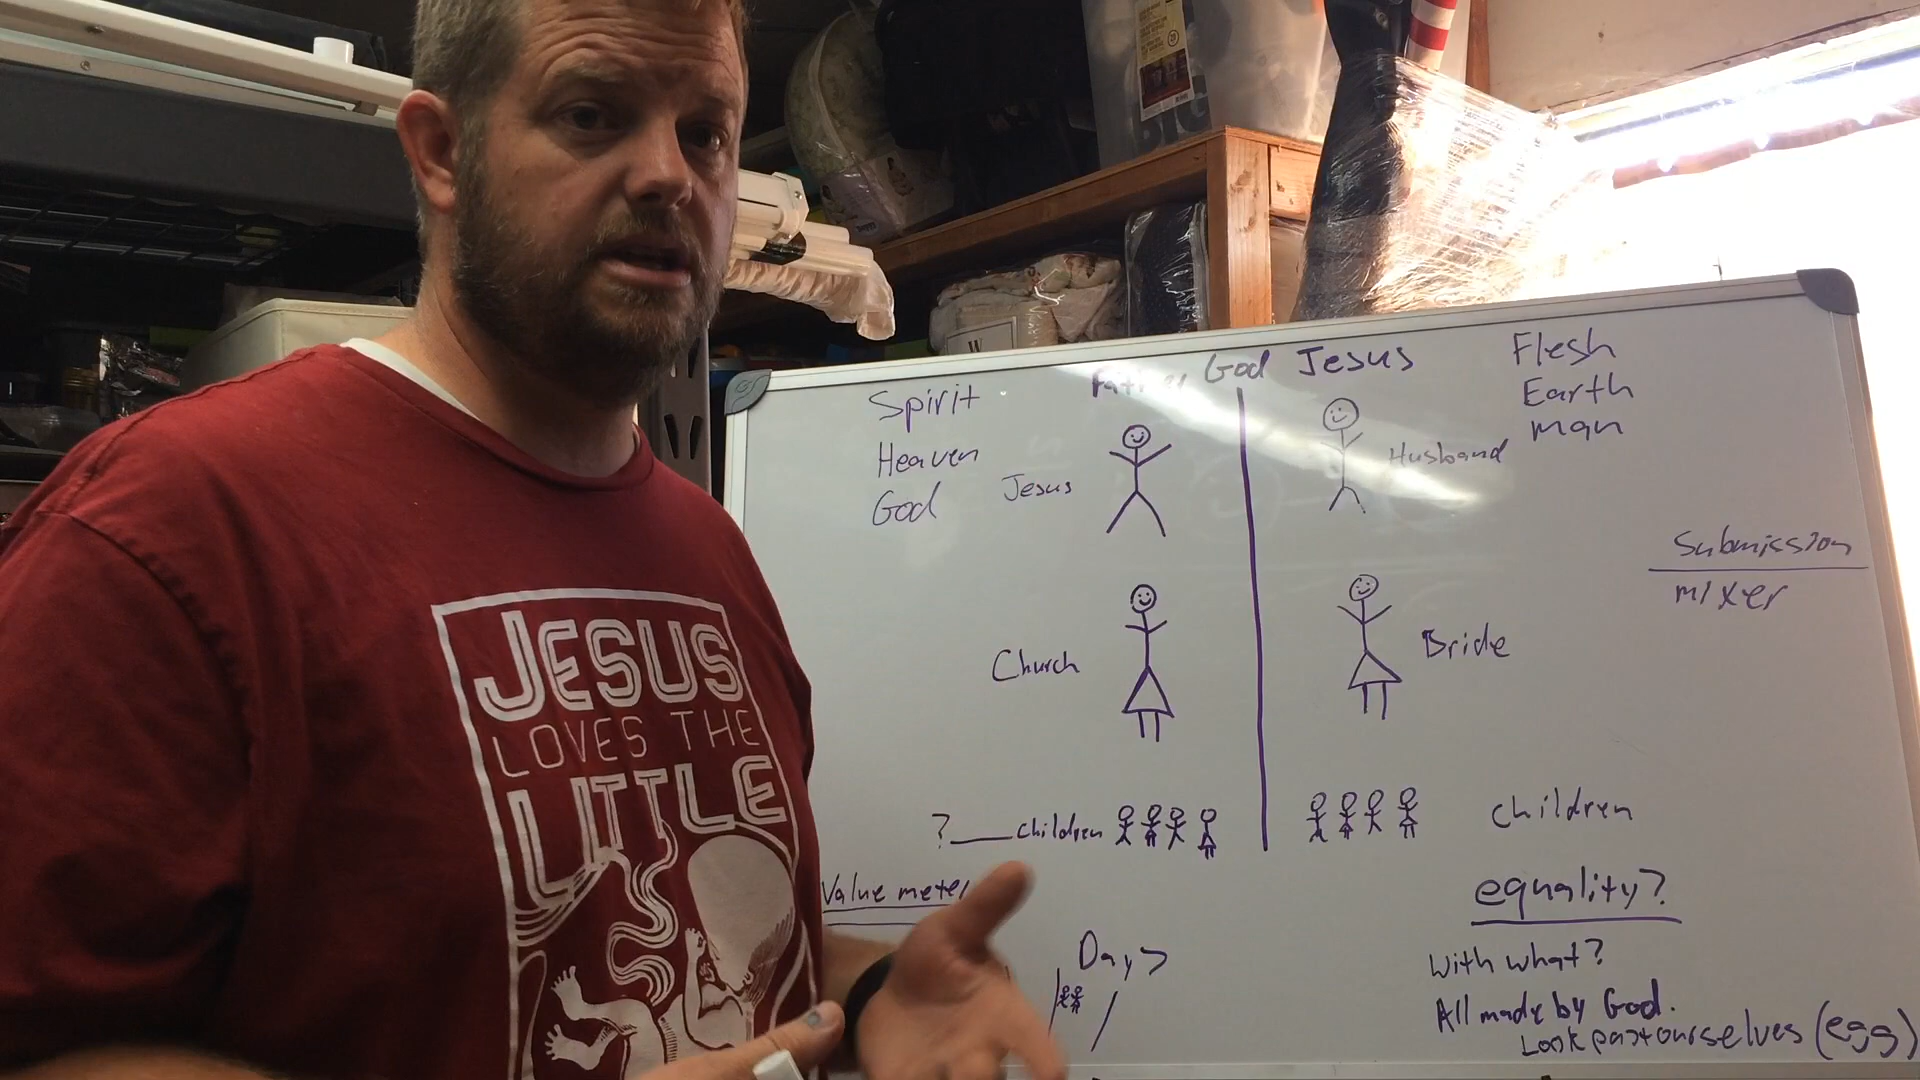 JESUS
LOVES THE
LITTLE
Spirit
Heaven
God
Father God Jesus
Flesh
Earth
man
Jesus
Husband
Submission
mixer
Church
Bride
? children
children
Value meter
Day
equality?
With what?
All made by God.
Look past ourselves (egg)
W